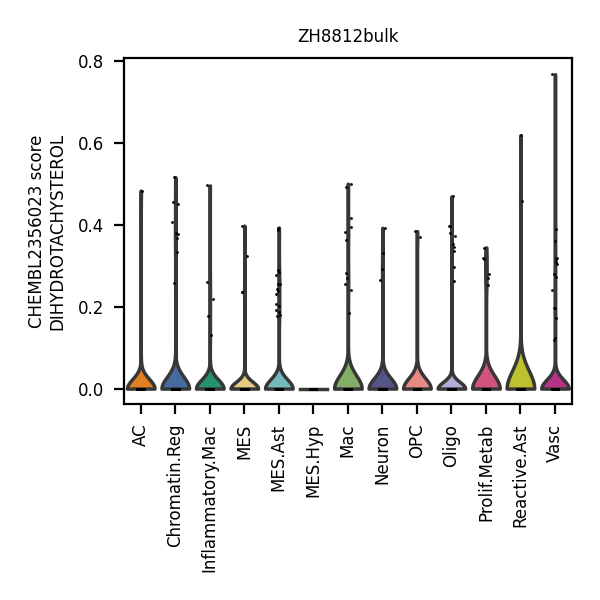 ZH8812bulk
CHEMBL2356023 score
DIHYDROTACHYSTEROL
0.8
0.6
0.4
0.2
0.0
AC
Chromatin.Reg
Inflammatory.Mac
MES
MES.Ast
MES.Hyp
Mac
Neuron
OPC
Oligo
Prolif.Metab
Reactive.Ast
Vasc